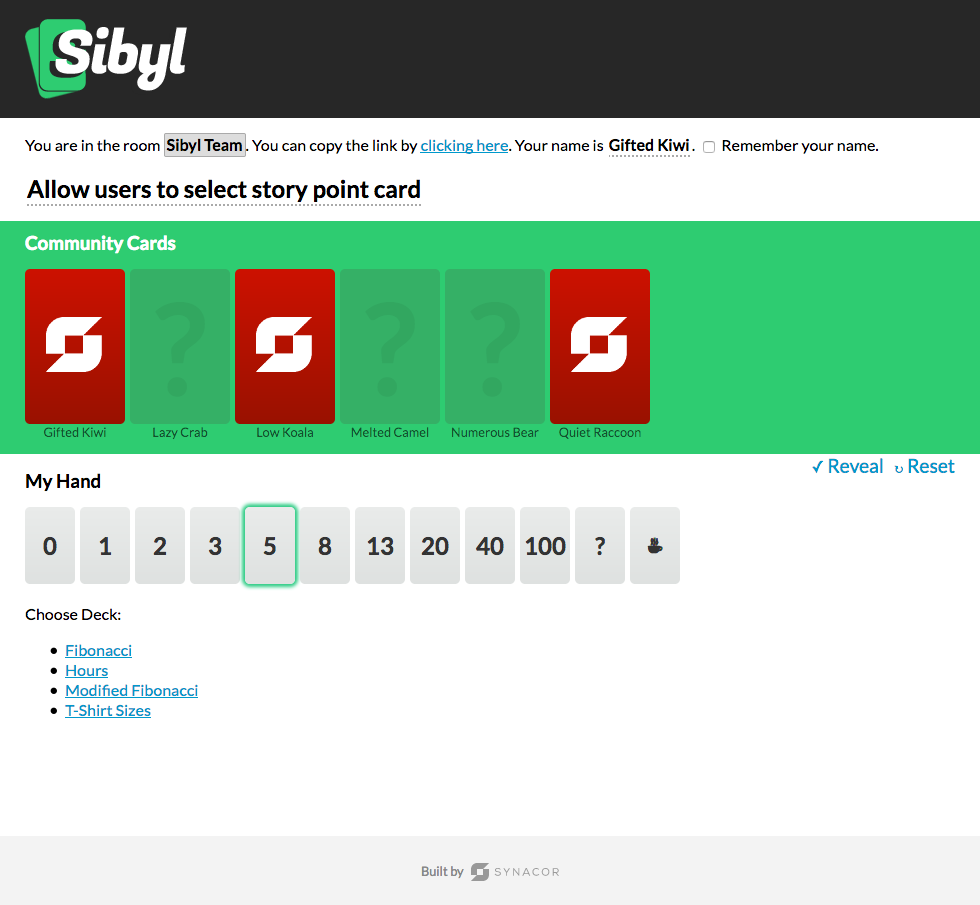 Sibyl
You are in the room Sibyl Team. You can copy the link by clicking here. Your name is Gifted Kiwi. Remember your name.
Allow users to select story point card
Community Cards
? ? ?
Gifted Kiwi Lazy Crab Low Koala Melted Camel Numerous Bear Quiet Raccoon
✓ Reveal ↻ Reset
My Hand
0 1 2 3 5 8 13 20 40 100 ?
Choose Deck:
• Fibonacci
• Hours
• Modified Fibonacci
• T-Shirt Sizes
Built by SYNACOR